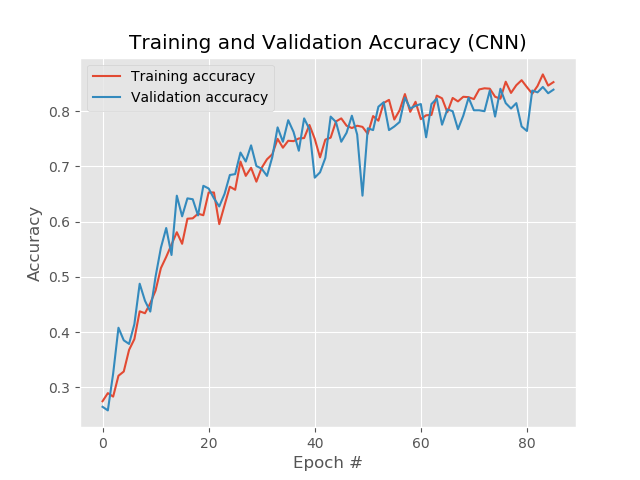 Training and Validation Accuracy (CNN)
Training accuracy
Validation accuracy
Accuracy
0.8
0.7
0.6
0.5
0.4
0.3
0 20 40 60 80
Epoch #